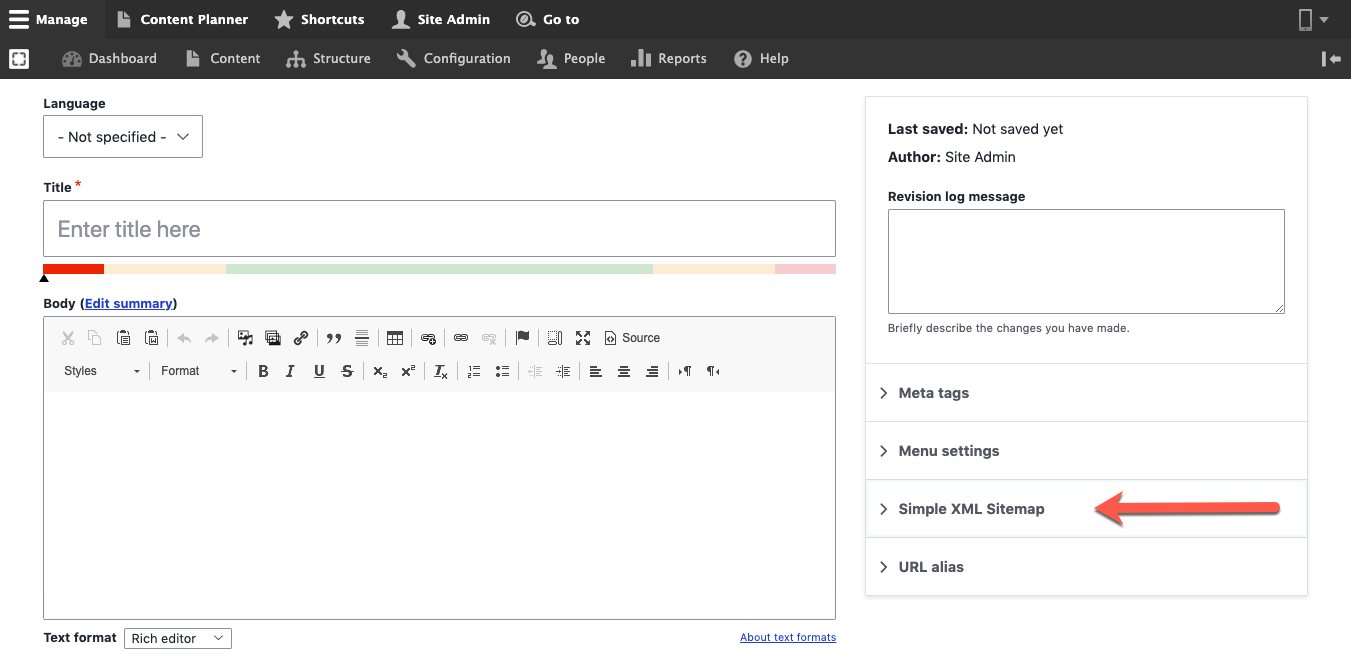 Manage Content Planner Shortcuts Site Admin Go to
Dashboard Content Structure Configuration People Reports Help
Language
- Not specified -
Title *
Enter title here
Body (Edit summary)
Source
Styles Format B I U S x₂ x² Tx
Text format Rich editor About text formats
Last saved: Not saved yet
Author: Site Admin
Revision log message
Briefly describe the changes you have made.
Meta tags
Menu settings
Simple XML Sitemap
URL alias